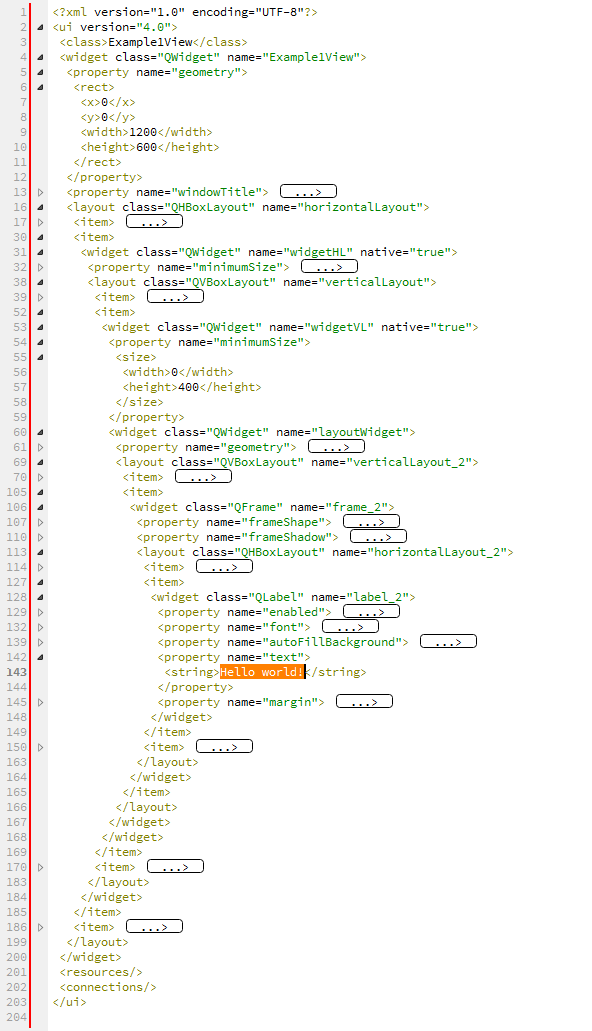 1 <?xml version="1.0" encoding="UTF-8"?>
2 <ui version="4.0">
3  <class>Example1View</class>
4  <widget class="QWidget" name="Example1View">
5   <property name="geometry">
6    <rect>
7     <x>0</x>
8     <y>0</y>
9     <width>1200</width>
10     <height>600</height>
11    </rect>
12   </property>
13   <property name="windowTitle"> ...>
16   <layout class="QHBoxLayout" name="horizontalLayout">
17    <item> ...>
30    <item>
31     <widget class="QWidget" name="widgetHL" native="true">
32      <property name="minimumSize"> ...>
38      <layout class="QVBoxLayout" name="verticalLayout">
39       <item> ...>
52       <item>
53        <widget class="QWidget" name="widgetVL" native="true">
54         <property name="minimumSize">
55          <size>
56           <width>0</width>
57           <height>400</height>
58          </size>
59         </property>
60         <widget class="QWidget" name="layoutWidget">
61          <property name="geometry"> ...>
69          <layout class="QVBoxLayout" name="verticalLayout_2">
70           <item> ...>
105           <item>
106            <widget class="QFrame" name="frame_2">
107             <property name="frameShape"> ...>
110             <property name="frameShadow"> ...>
113             <layout class="QHBoxLayout" name="horizontalLayout_2">
114              <item> ...>
127              <item>
128               <widget class="QLabel" name="label_2">
129                <property name="enabled"> ...>
132                <property name="font"> ...>
139                <property name="autoFillBackground"> ...>
142                <property name="text">
143                 <string>Hello world!</string>
144                </property>
145                <property name="margin"> ...>
148               </widget>
149              </item>
150              <item> ...>
163             </layout>
164            </widget>
165           </item>
166          </layout>
167         </widget>
168        </widget>
169       </item>
170       <item> ...>
183      </layout>
184     </widget>
185    </item>
186    <item> ...>
199   </layout>
200  </widget>
201  <resources/>
202  <connections/>
203 </ui>
204